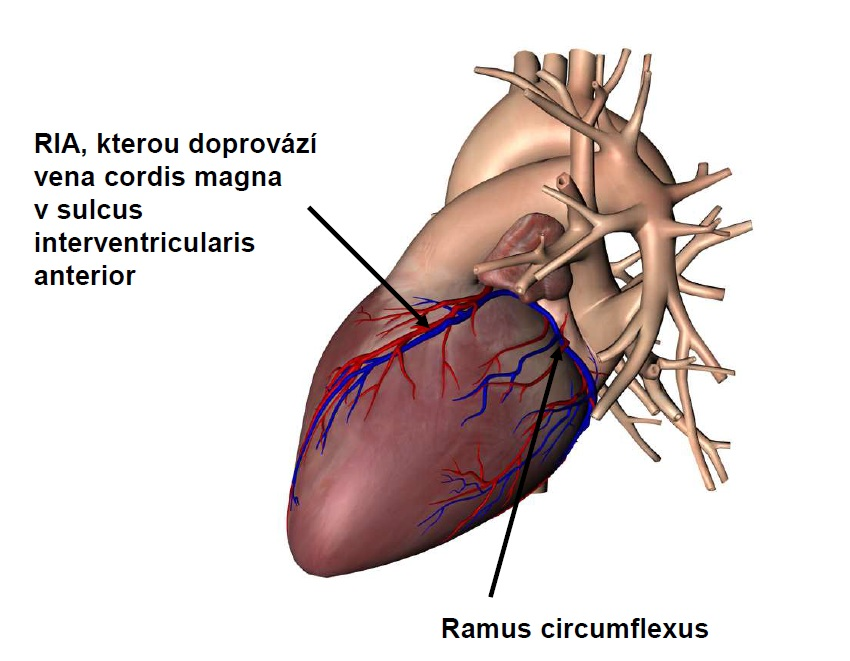 RIA, kterou doprovází
vena cordis magna
v sulcus
interventricularis
anterior
Ramus circumflexus